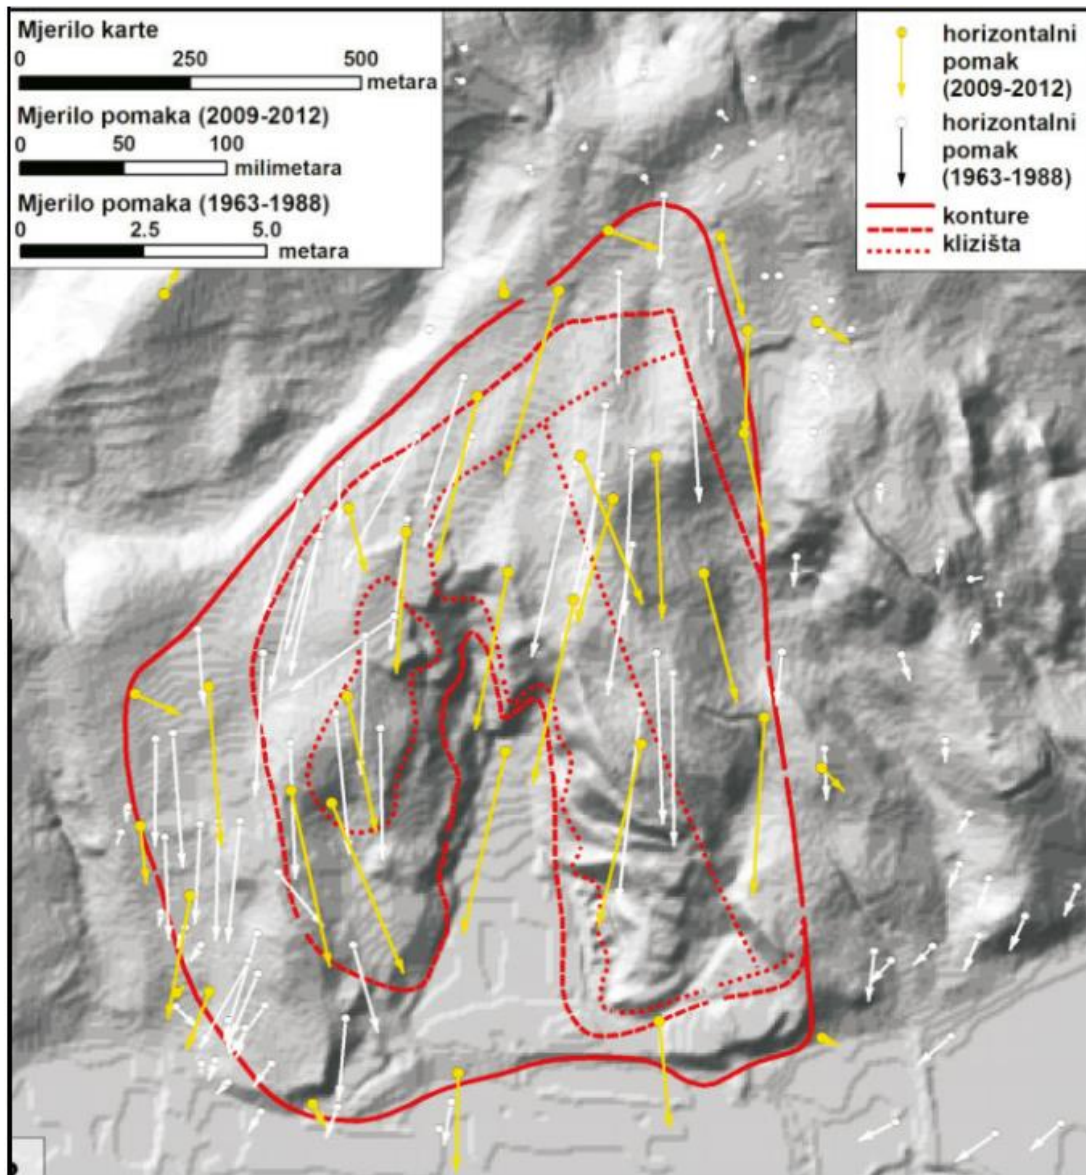 Mjerilo karte
0 250 500
metara
Mjerilo pomaka (2009-2012)
0 50 100
milimetara
Mjerilo pomaka (1963-1988)
0 2.5 5.0
metara
horizontalni
pomak
(2009-2012)
horizontalni
pomak
(1963-1988)
konture
klizišta